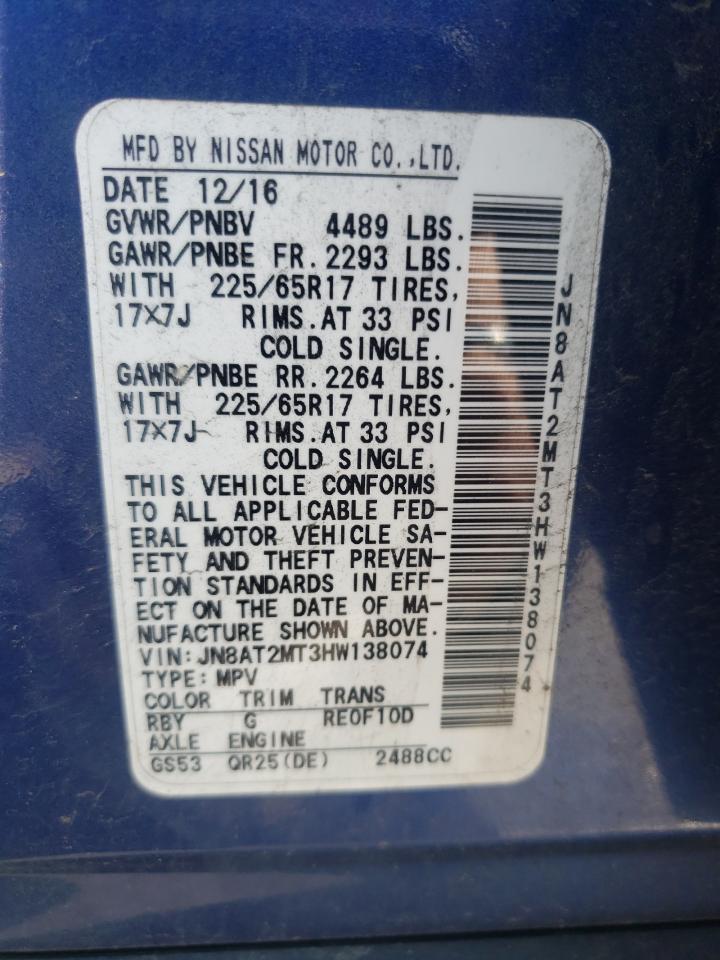 MFD BY NISSAN MOTOR CO.,LTD.
DATE 12/16
GVWR/PNBV 4489 LBS.
GAWR/PNBE FR. 2293 LBS.
WITH 225/65R17 TIRES,
17X7J RIMS.AT 33 PSI
COLD SINGLE.
GAWR/PNBE RR. 2264 LBS.
WITH 225/65R17 TIRES,
17X7J RIMS.AT 33 PSI
COLD SINGLE.
THIS VEHICLE CONFORMS
TO ALL APPLICABLE FED-
ERAL MOTOR VEHICLE SA-
FETY AND THEFT PREVEN-
TION STANDARDS IN EFF-
ECT ON THE DATE OF MA-
NUFACTURE SHOWN ABOVE.
VIN:JN8AT2MT3HW138074
TYPE:MPV
COLOR TRIM TRANS
RBY G RE0F10D
AXLE ENGINE
GS53 QR25(DE) 2488CC
JN8AT2MT3HW138074